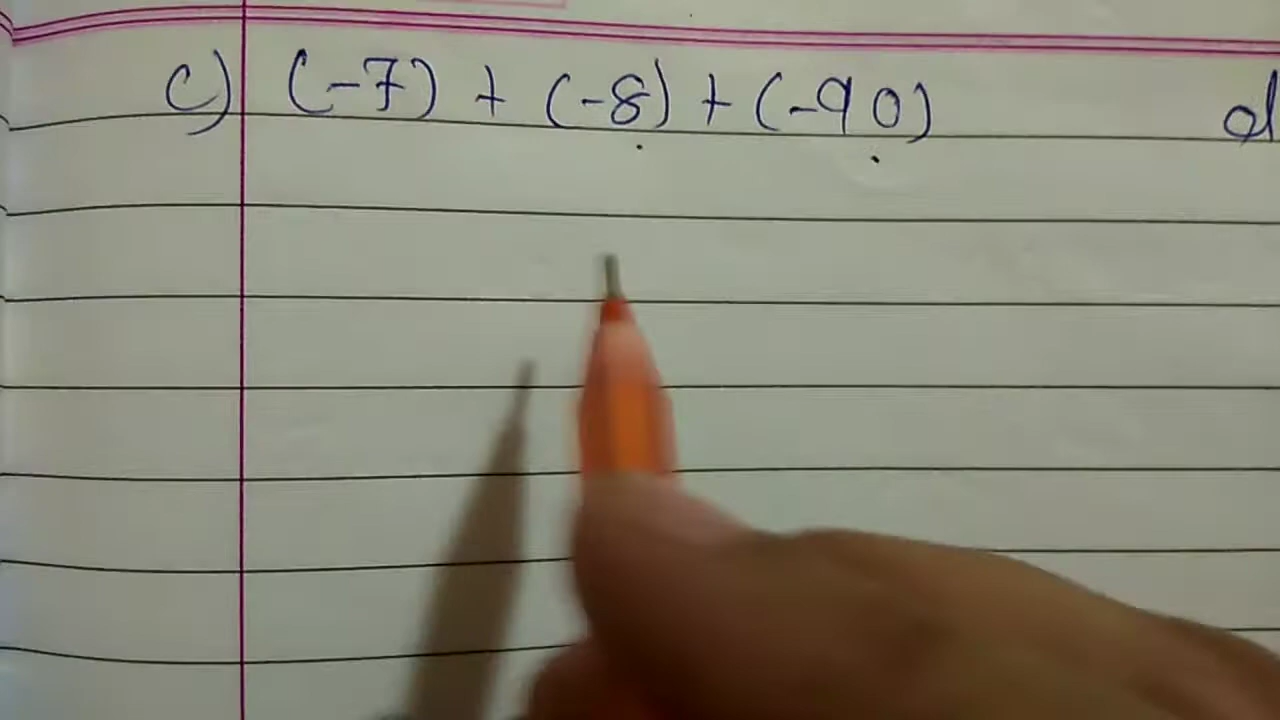 c) (-7) + (-8) + (-90) d